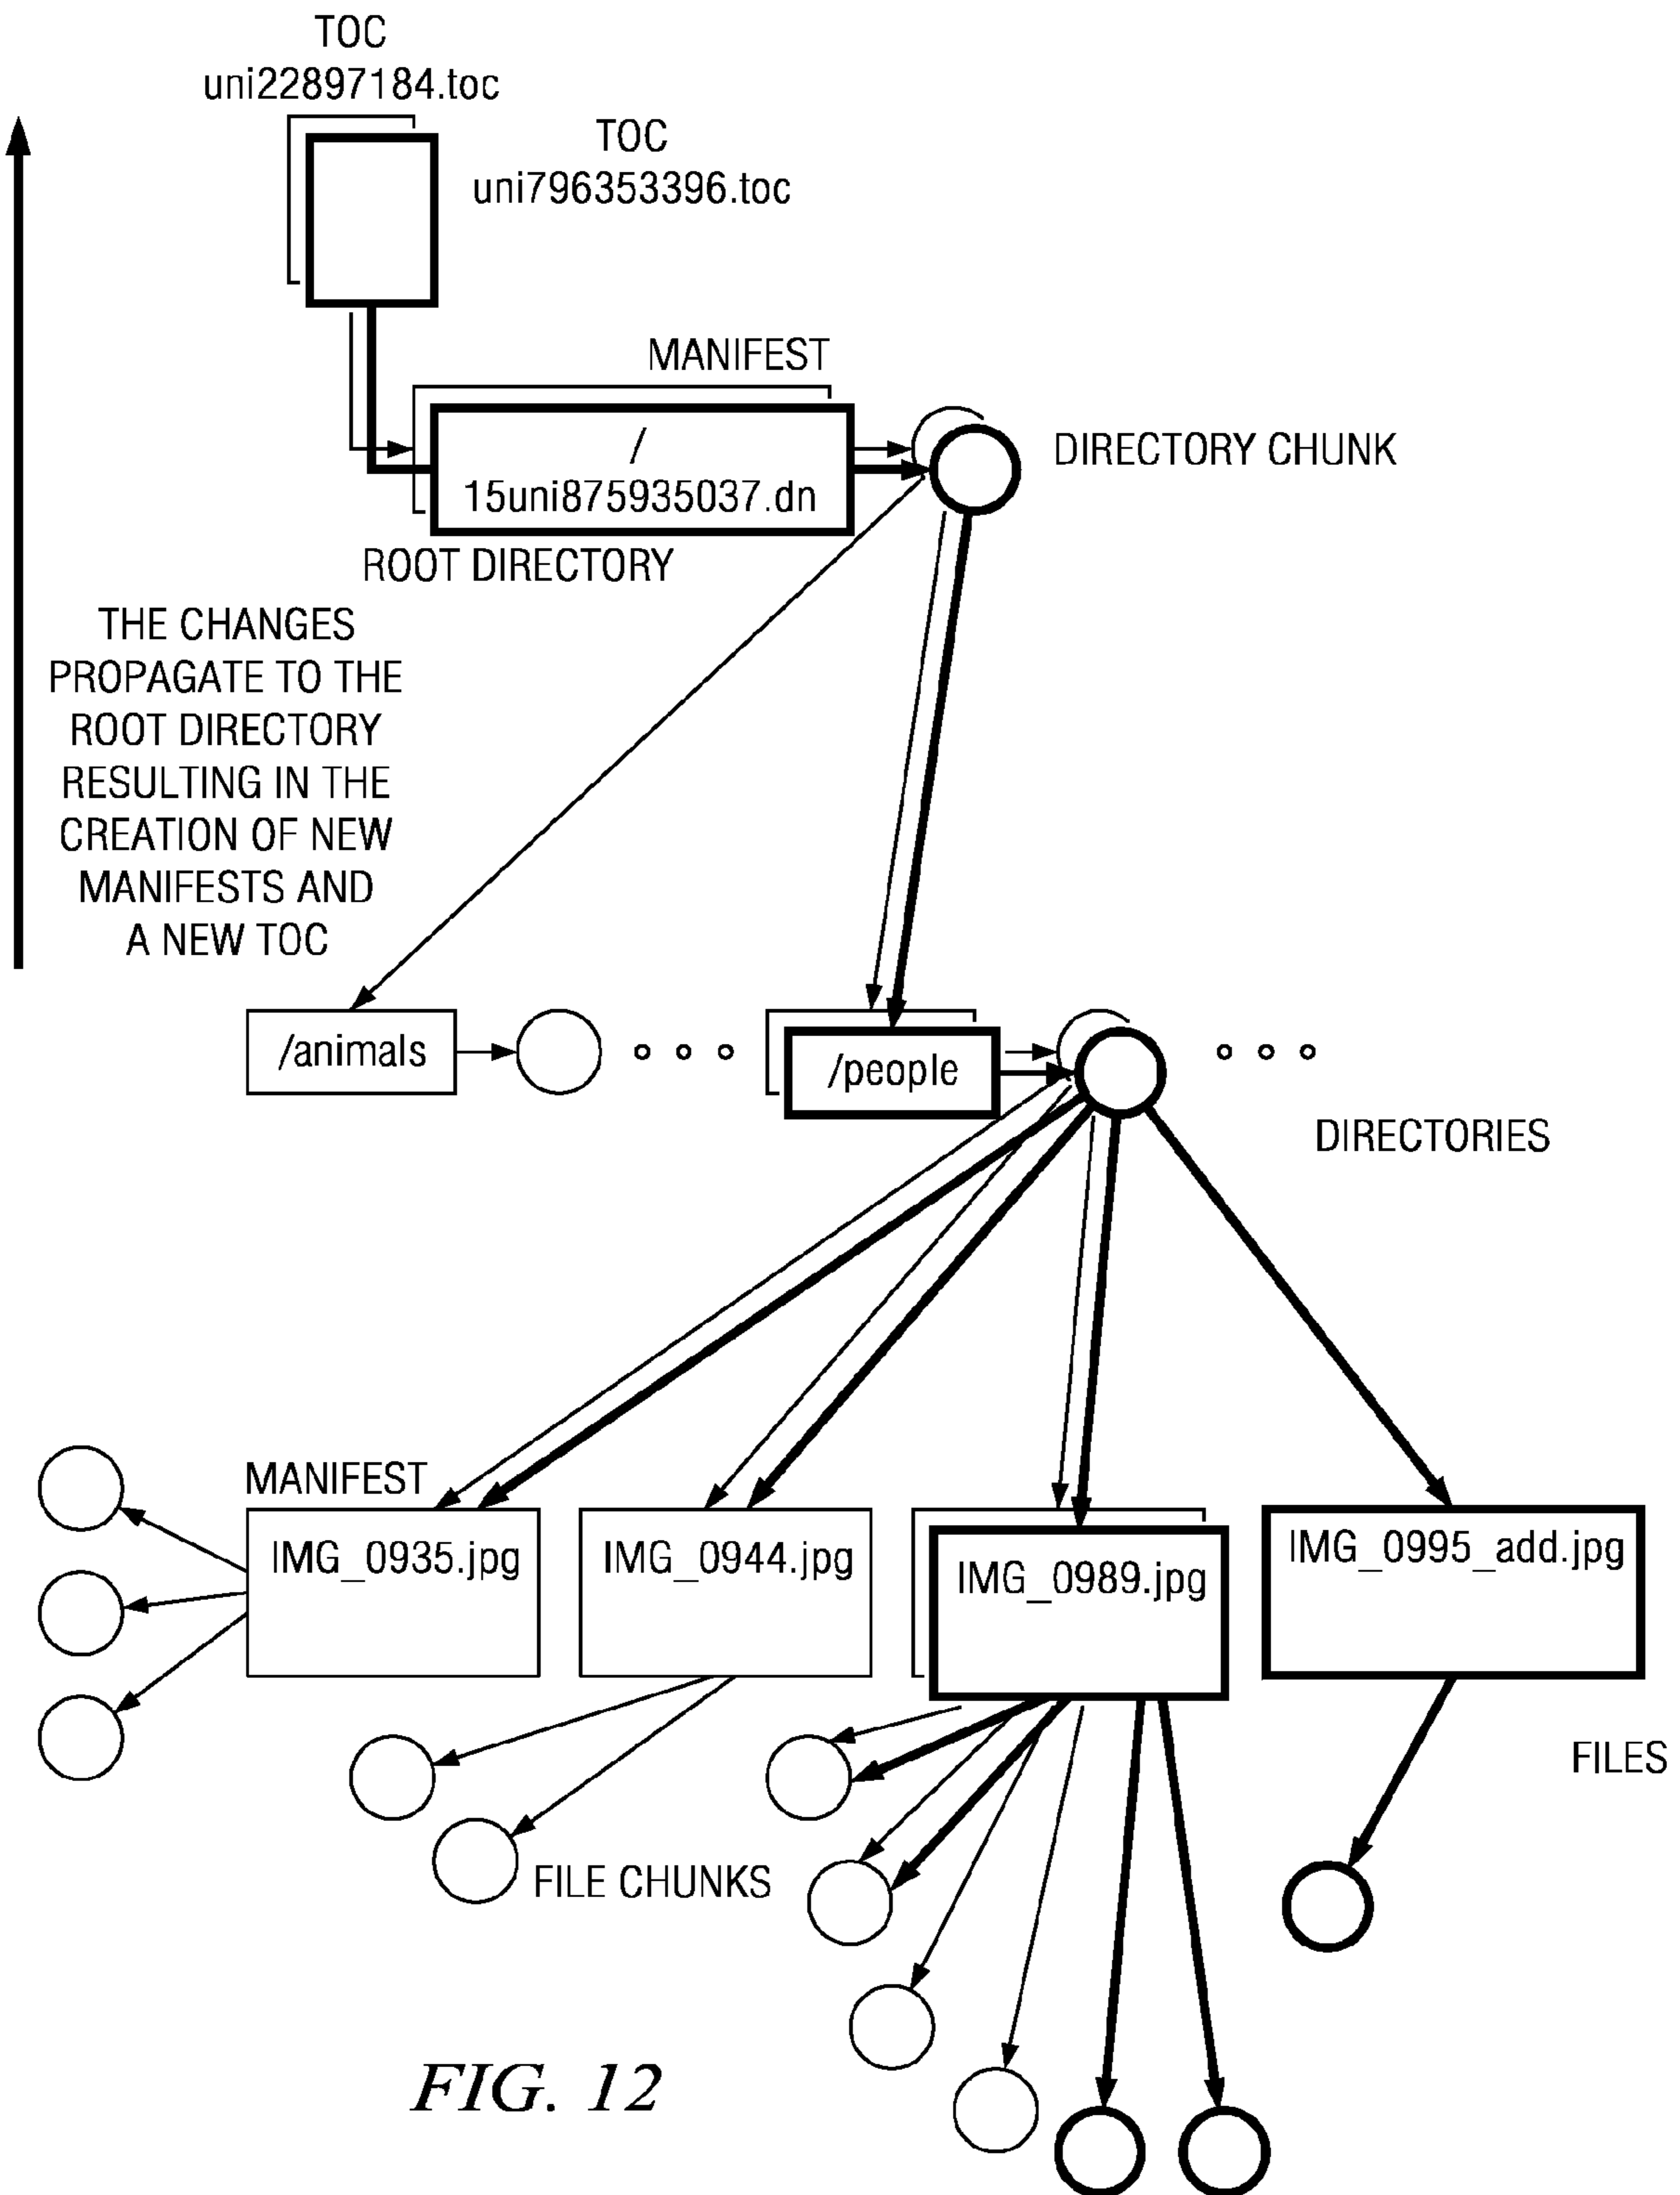 TOC
uni22897184.toc
TOC
uni796353396.toc
MANIFEST
/
15uni875935037.dn
DIRECTORY CHUNK
ROOT DIRECTORY
THE CHANGES
PROPAGATE TO THE
ROOT DIRECTORY
RESULTING IN THE
CREATION OF NEW
MANIFESTS AND
A NEW TOC
/animals
/people
DIRECTORIES
MANIFEST
IMG_0935.jpg
IMG_0944.jpg
IMG_0989.jpg
IMG_0995_add.jpg
FILES
FILE CHUNKS
FIG. 12